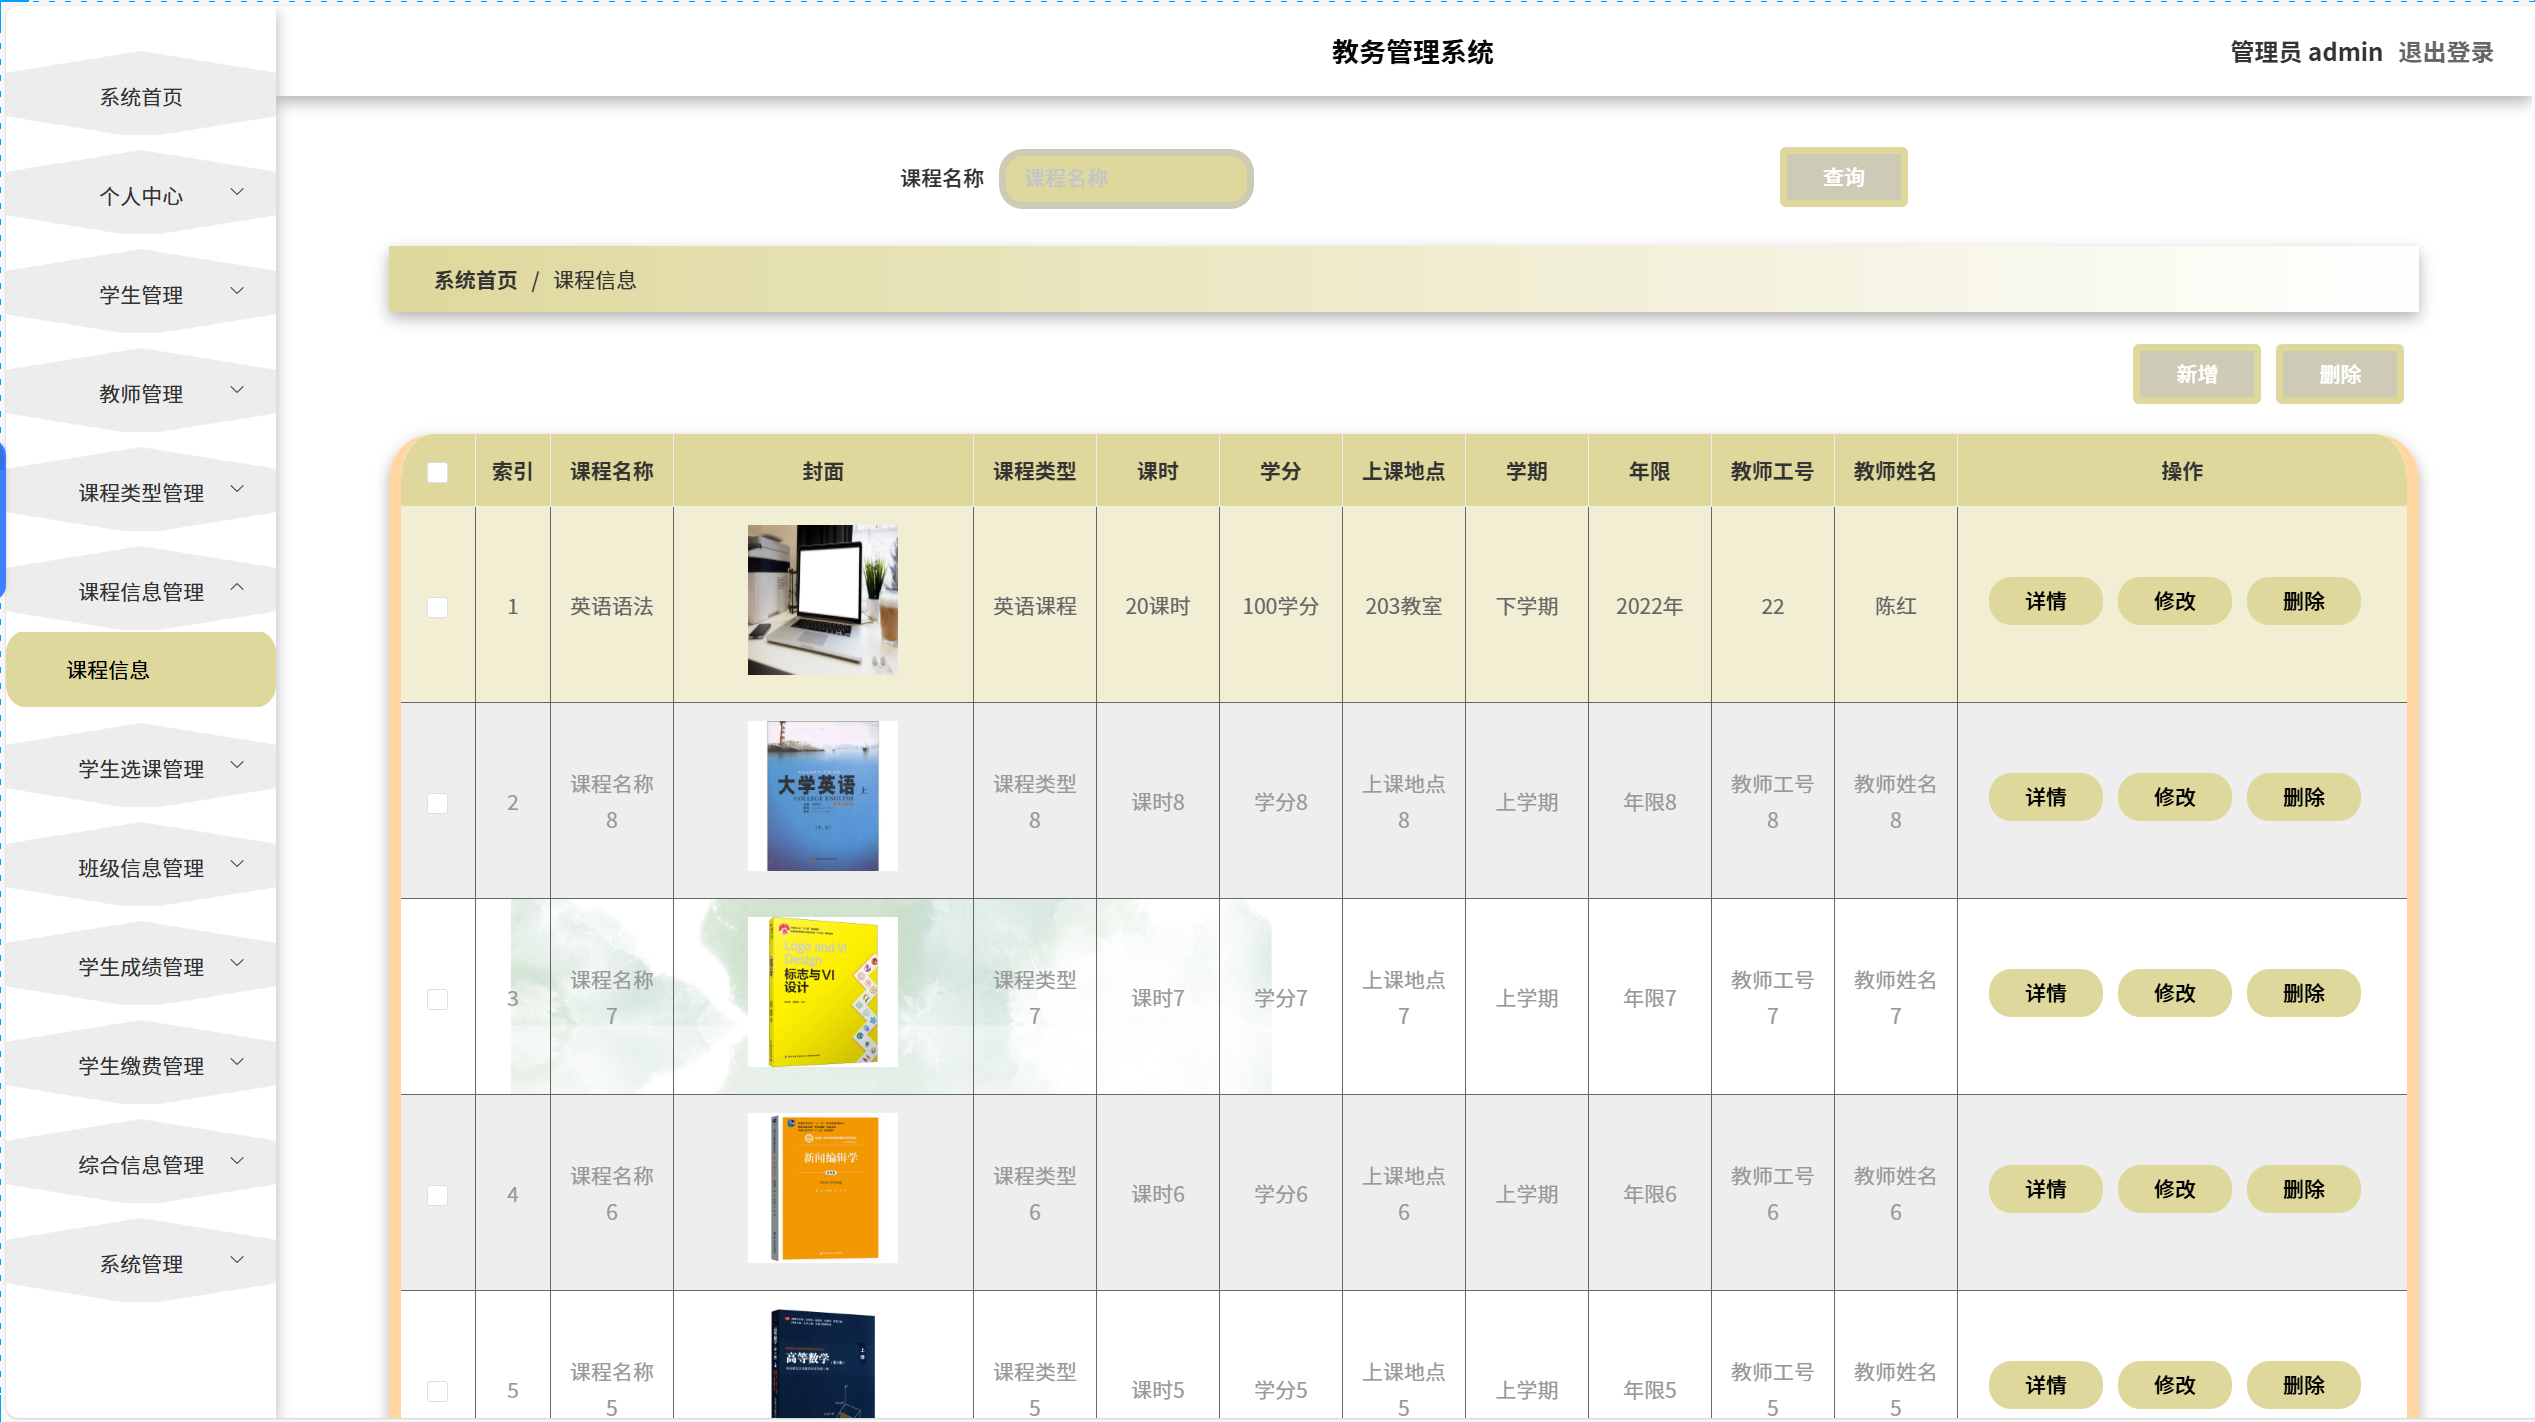 教务管理系统
管理员 admin 退出登录
系统首页
个人中心
学生管理
教师管理
课程类型管理
课程信息管理
课程信息
学生选课管理
班级信息管理
学生成绩管理
学生缴费管理
综合信息管理
系统管理
课程名称 课程名称 查询
系统首页 / 课程信息
新增 删除
索引 课程名称 封面 课程类型 课时 学分 上课地点 学期 年限 教师工号 教师姓名 操作
1 英语语法 英语课程 20课时 100学分 203教室 下学期 2022年 22 陈红 详情 修改 删除
2 课程名称8 课程类型8 课时8 学分8 上课地点8 上学期 年限8 教师工号8 教师姓名8 详情 修改 删除
大学英语 上
COLLEGE ENGLISH
3 课程名称7 课程类型7 课时7 学分7 上课地点7 上学期 年限7 教师工号7 教师姓名7 详情 修改 删除
Logo and VI
Design
标志与VI
设计
4 课程名称6 课程类型6 课时6 学分6 上课地点6 上学期 年限6 教师工号6 教师姓名6 详情 修改 删除
新闻编辑学
5 课程名称5 课程类型5 课时5 学分5 上课地点5 上学期 年限5 教师工号5 教师姓名5 详情 修改 删除
高等数学
上册